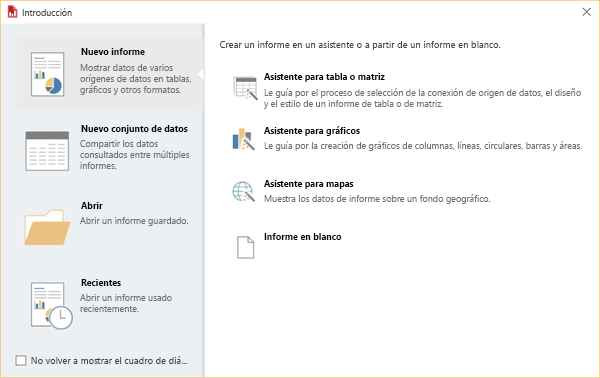 Introducción
Nuevo informe
Mostrar datos de varios
orígenes de datos en tablas,
gráficos y otros formatos.
Nuevo conjunto de datos
Compartir los datos
consultados entre múltiples
informes.
Abrir
Abrir un informe guardado.
Recientes
Abrir un informe usado
recientemente.
No volver a mostrar el cuadro de diá...
Crear un informe en un asistente o a partir de un informe en blanco.
Asistente para tabla o matriz
Le guía por el proceso de selección de la conexión de origen de datos, el diseño
y el estilo de un informe de tabla o de matriz.
Asistente para gráficos
Le guía por la creación de gráficos de columnas, líneas, circulares, barras y áreas.
Asistente para mapas
Muestra los datos de informe sobre un fondo geográfico.
Informe en blanco